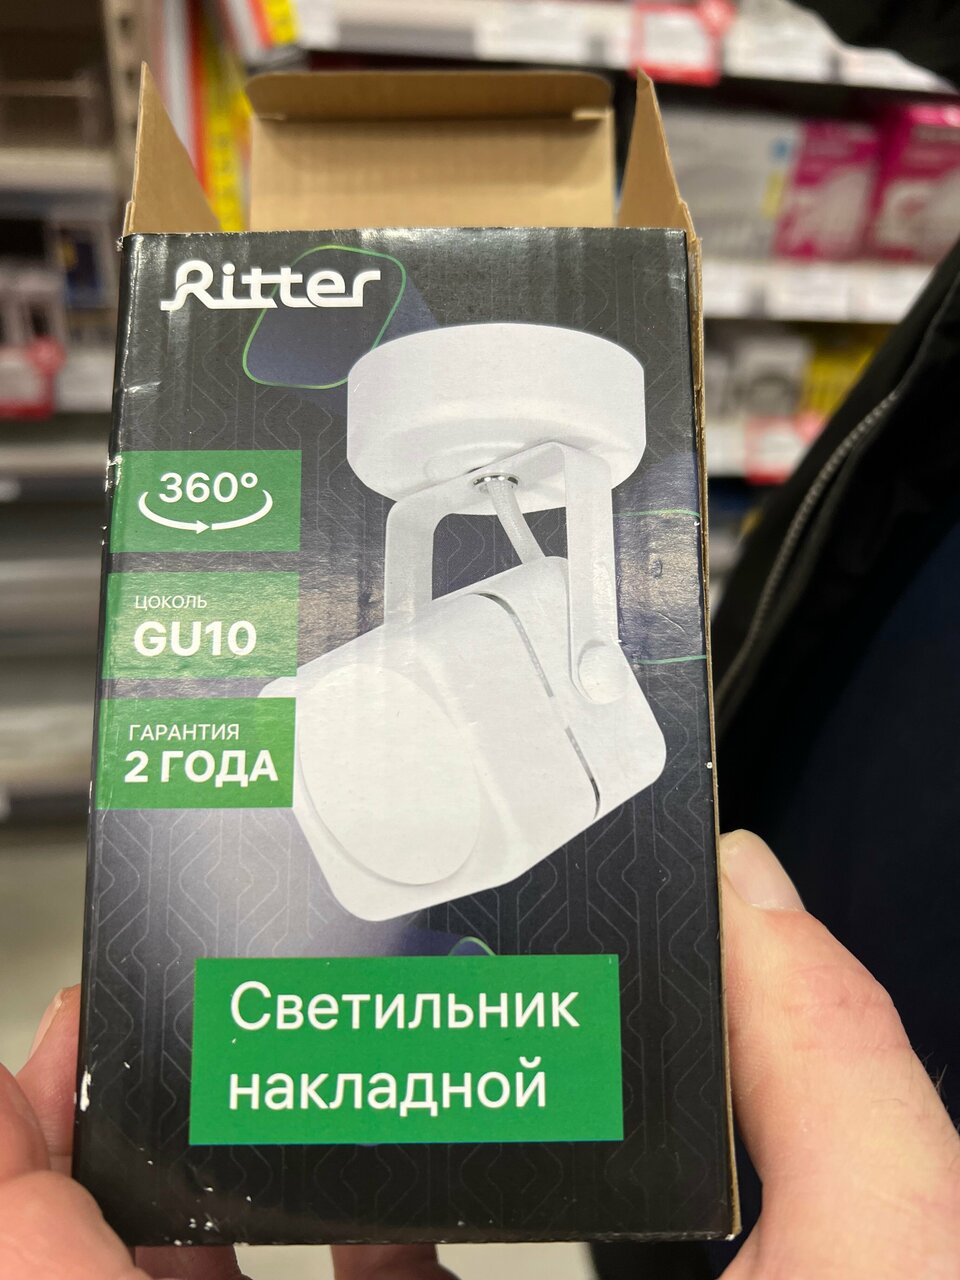 Ritter
360°
ЦОКОЛЬ
GU10
ГАРАНТИЯ
2 ГОДА
Светильник
накладной